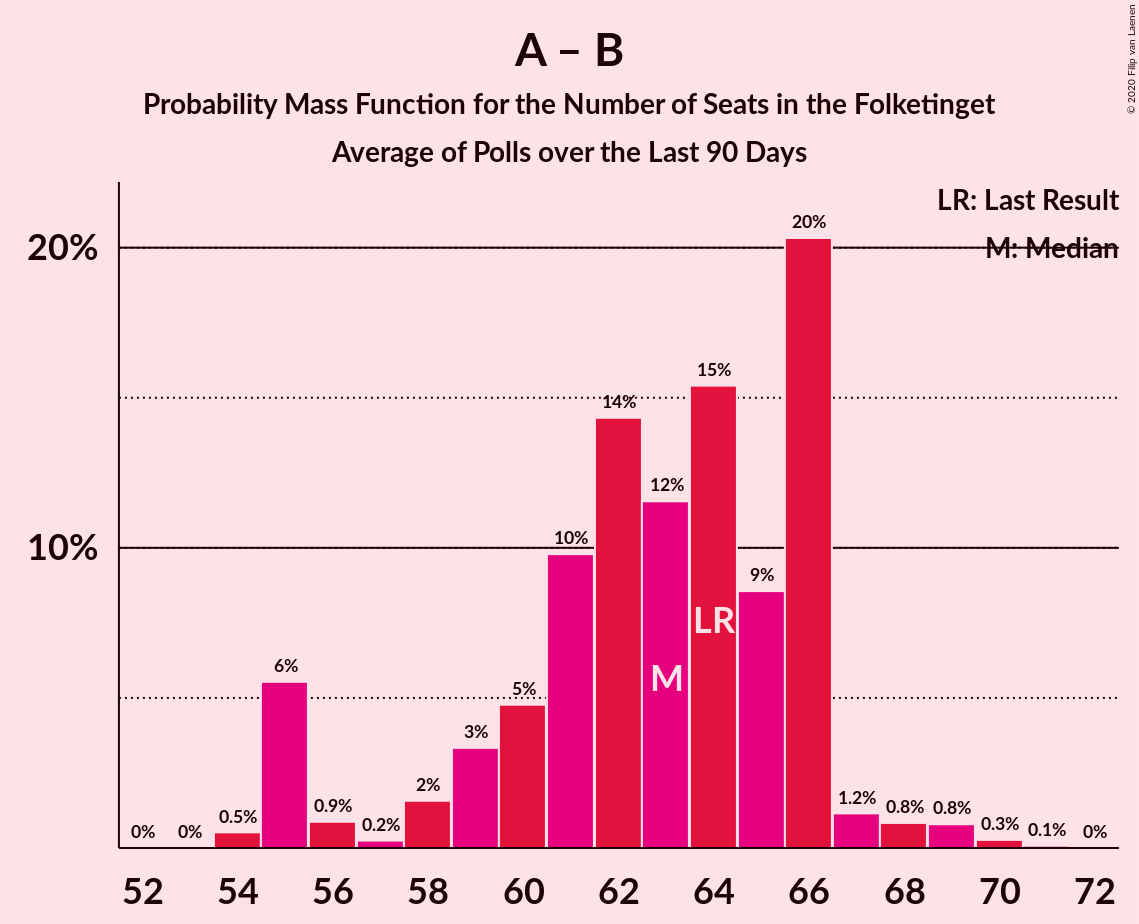 A – B
Probability Mass Function for the Number of Seats in the Folketinget
Average of Polls over the Last 90 Days
© 2020 Filip van Laenen
LR: Last Result
M: Median
20%
10%
0%
0%
0.5%
6%
0.9%
0.2%
2%
3%
5%
10%
14%
12%
15%
9%
20%
1.2%
0.8%
0.8%
0.3%
0.1%
0%
LR
M
52 54 56 58 60 62 64 66 68 70 72